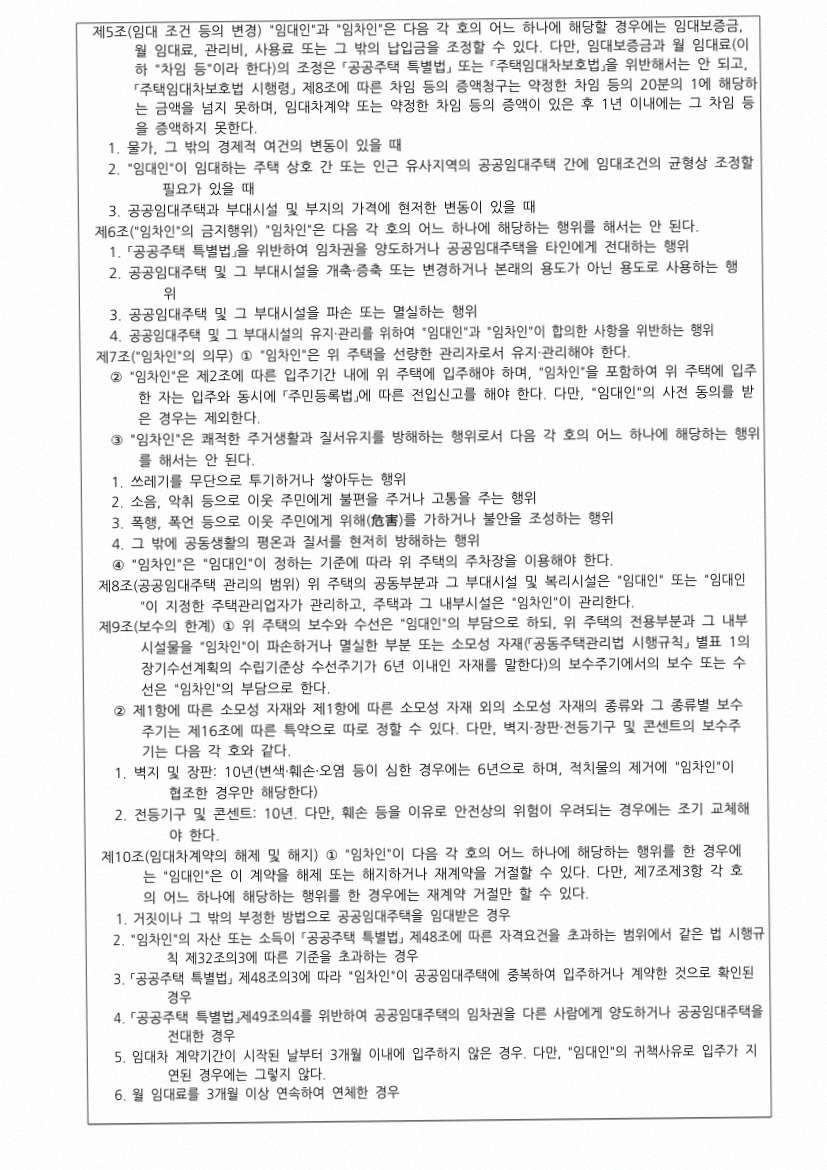 제5조(임대 조건 등의 변경) "임대인"과 "임차인"은 다음 각 호의 어느 하나에 해당할 경우에는 임대보증금,
월 임대료, 관리비, 사용료 또는 그 밖의 납입금을 조정할 수 있다. 다만, 임대보증금과 월 임대료(이
하 "차임 등"이라 한다)의 조정은 「공공주택 특별법」 또는 「주택임대차보호법」을 위반해서는 안 되고,
「주택임대차보호법 시행령」 제8조에 따른 차임 등의 증액청구는 약정한 차임 등의 20분의 1에 해당하
는 금액을 넘지 못하며, 임대차계약 또는 약정한 차임 등의 증액이 있은 후 1년 이내에는 그 차임 등
을 증액하지 못한다.
1. 물가, 그 밖의 경제적 여건의 변동이 있을 때
2. "임대인"이 임대하는 주택 상호 간 또는 인근 유사지역의 공공임대주택 간에 임대조건의 균형상 조정할
필요가 있을 때
3. 공공임대주택과 부대시설 및 부지의 가격에 현저한 변동이 있을 때
제6조("임차인"의 금지행위) "임차인"은 다음 각 호의 어느 하나에 해당하는 행위를 해서는 안 된다.
1. 「공공주택 특별법」을 위반하여 임차권을 양도하거나 공공임대주택을 타인에게 전대하는 행위
2. 공공임대주택 및 그 부대시설을 개축·증축 또는 변경하거나 본래의 용도가 아닌 용도로 사용하는 행
위
3. 공공임대주택 및 그 부대시설을 파손 또는 멸실하는 행위
4. 공공임대주택 및 그 부대시설의 유지·관리를 위하여 "임대인"과 "임차인"이 합의한 사항을 위반하는 행위
제7조("임차인"의 의무) ① "임차인"은 위 주택을 선량한 관리자로서 유지·관리해야 한다.
② "임차인"은 제2조에 따른 입주기간 내에 위 주택에 입주해야 하며, "임차인"을 포함하여 위 주택에 입주
한 자는 입주와 동시에 「주민등록법」에 따른 전입신고를 해야 한다. 다만, "임대인"의 사전 동의를 받
은 경우는 제외한다.
③ "임차인"은 쾌적한 주거생활과 질서유지를 방해하는 행위로서 다음 각 호의 어느 하나에 해당하는 행위
를 해서는 안 된다.
1. 쓰레기를 무단으로 투기하거나 쌓아두는 행위
2. 소음, 악취 등으로 이웃 주민에게 불편을 주거나 고통을 주는 행위
3. 폭행, 폭언 등으로 이웃 주민에게 위해(危害)를 가하거나 불안을 조성하는 행위
4. 그 밖에 공동생활의 평온과 질서를 현저히 방해하는 행위
④ "임차인"은 "임대인"이 정하는 기준에 따라 위 주택의 주차장을 이용해야 한다.
제8조(공공임대주택 관리의 범위) 위 주택의 공동부분과 그 부대시설 및 복리시설은 "임대인" 또는 "임대인
"이 지정한 주택관리업자가 관리하고, 주택과 그 내부시설은 "임차인"이 관리한다.
제9조(보수의 한계) ① 위 주택의 보수와 수선은 "임대인"의 부담으로 하되, 위 주택의 전용부분과 그 내부
시설물을 "임차인"이 파손하거나 멸실한 부분 또는 소모성 자재(「공동주택관리법 시행규칙」 별표 1의
장기수선계획의 수립기준상 수선주기가 6년 이내인 자재를 말한다)의 보수주기에서의 보수 또는 수
선은 "임차인"의 부담으로 한다.
② 제1항에 따른 소모성 자재와 제1항에 따른 소모성 자재 외의 소모성 자재의 종류와 그 종류별 보수
주기는 제16조에 따른 특약으로 따로 정할 수 있다. 다만, 벽지·장판·전등기구 및 콘센트의 보수주
기는 다음 각 호와 같다.
1. 벽지 및 장판: 10년(변색·훼손·오염 등이 심한 경우에는 6년으로 하며, 적치물의 제거에 "임차인"이
협조한 경우만 해당한다)
2. 전등기구 및 콘센트: 10년. 다만, 훼손 등을 이유로 안전상의 위험이 우려되는 경우에는 조기 교체해
야 한다.
제10조(임대차계약의 해제 및 해지) ① "임차인"이 다음 각 호의 어느 하나에 해당하는 행위를 한 경우에
는 "임대인"은 이 계약을 해제 또는 해지하거나 재계약을 거절할 수 있다. 다만, 제7조제3항 각 호
의 어느 하나에 해당하는 행위를 한 경우에는 재계약 거절만 할 수 있다.
1. 거짓이나 그 밖의 부정한 방법으로 공공임대주택을 임대받은 경우
2. "임차인"의 자산 또는 소득이 「공공주택 특별법」 제48조에 따른 자격요건을 초과하는 범위에서 같은 법 시행규
칙 제32조의3에 따른 기준을 초과하는 경우
3. 「공공주택 특별법」 제48조의3에 따라 "임차인"이 공공임대주택에 중복하여 입주하거나 계약한 것으로 확인된
경우
4. 「공공주택 특별법」제49조의4를 위반하여 공공임대주택의 임차권을 다른 사람에게 양도하거나 공공임대주택을
전대한 경우
5. 임대차 계약기간이 시작된 날부터 3개월 이내에 입주하지 않은 경우. 다만, "임대인"의 귀책사유로 입주가 지
연된 경우에는 그렇지 않다.
6. 월 임대료를 3개월 이상 연속하여 연체한 경우